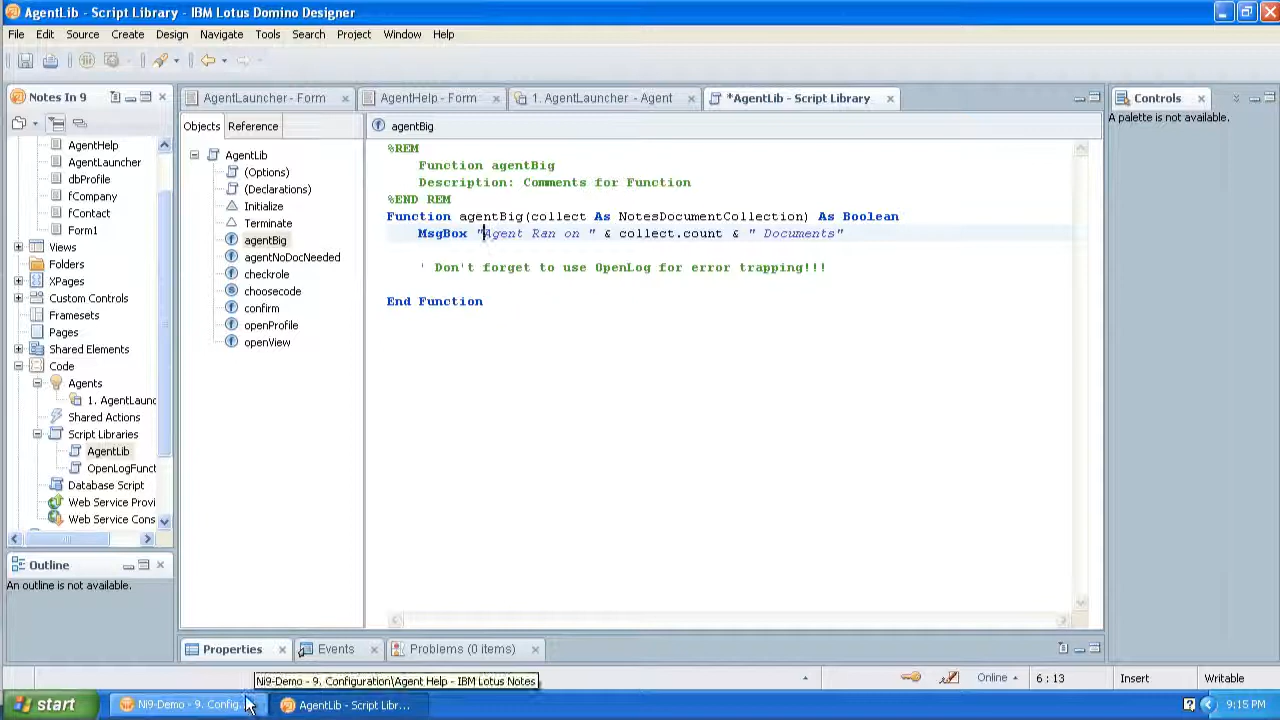 AgentLib - Script Library - IBM Lotus Domino Designer
File Edit Source Create Design Navigate Tools Search Project Window Help
Notes In 9
AgentHelp
AgentLauncher
dbProfile
fCompany
fContact
Form1
Views
Folders
XPages
Custom Controls
Framesets
Pages
Shared Elements
Code
Agents
1. AgentLaunc
Shared Actions
Script Libraries
AgentLib
OpenLogFunct
Database Script
Web Service Provi
Web Service Cons
Outline
An outline is not available.
AgentLauncher - Form
AgentHelp - Form
1. AgentLauncher - Agent
*AgentLib - Script Library
Objects Reference
AgentLib
(Options)
(Declarations)
Initialize
Terminate
agentBig
agentNoDocNeeded
checkrole
choosecode
confirm
openProfile
openView
agentBig
%REM
Function agentBig
Description: Comments for Function
%END REM
Function agentBig(collect As NotesDocumentCollection) As Boolean
MsgBox "Agent Ran on " & collect.count & " Documents"
' Don't forget to use OpenLog for error trapping!!!
End Function
Controls
A palette is not available.
Properties
Events
Problems (0 items)
Ni9-Demo - 9. Configuration\Agent Help - IBM Lotus Notes
Online
6 : 13
Insert
Writable
start
Ni9-Demo - 9. Config...
AgentLib - Script Libr...
9:15 PM